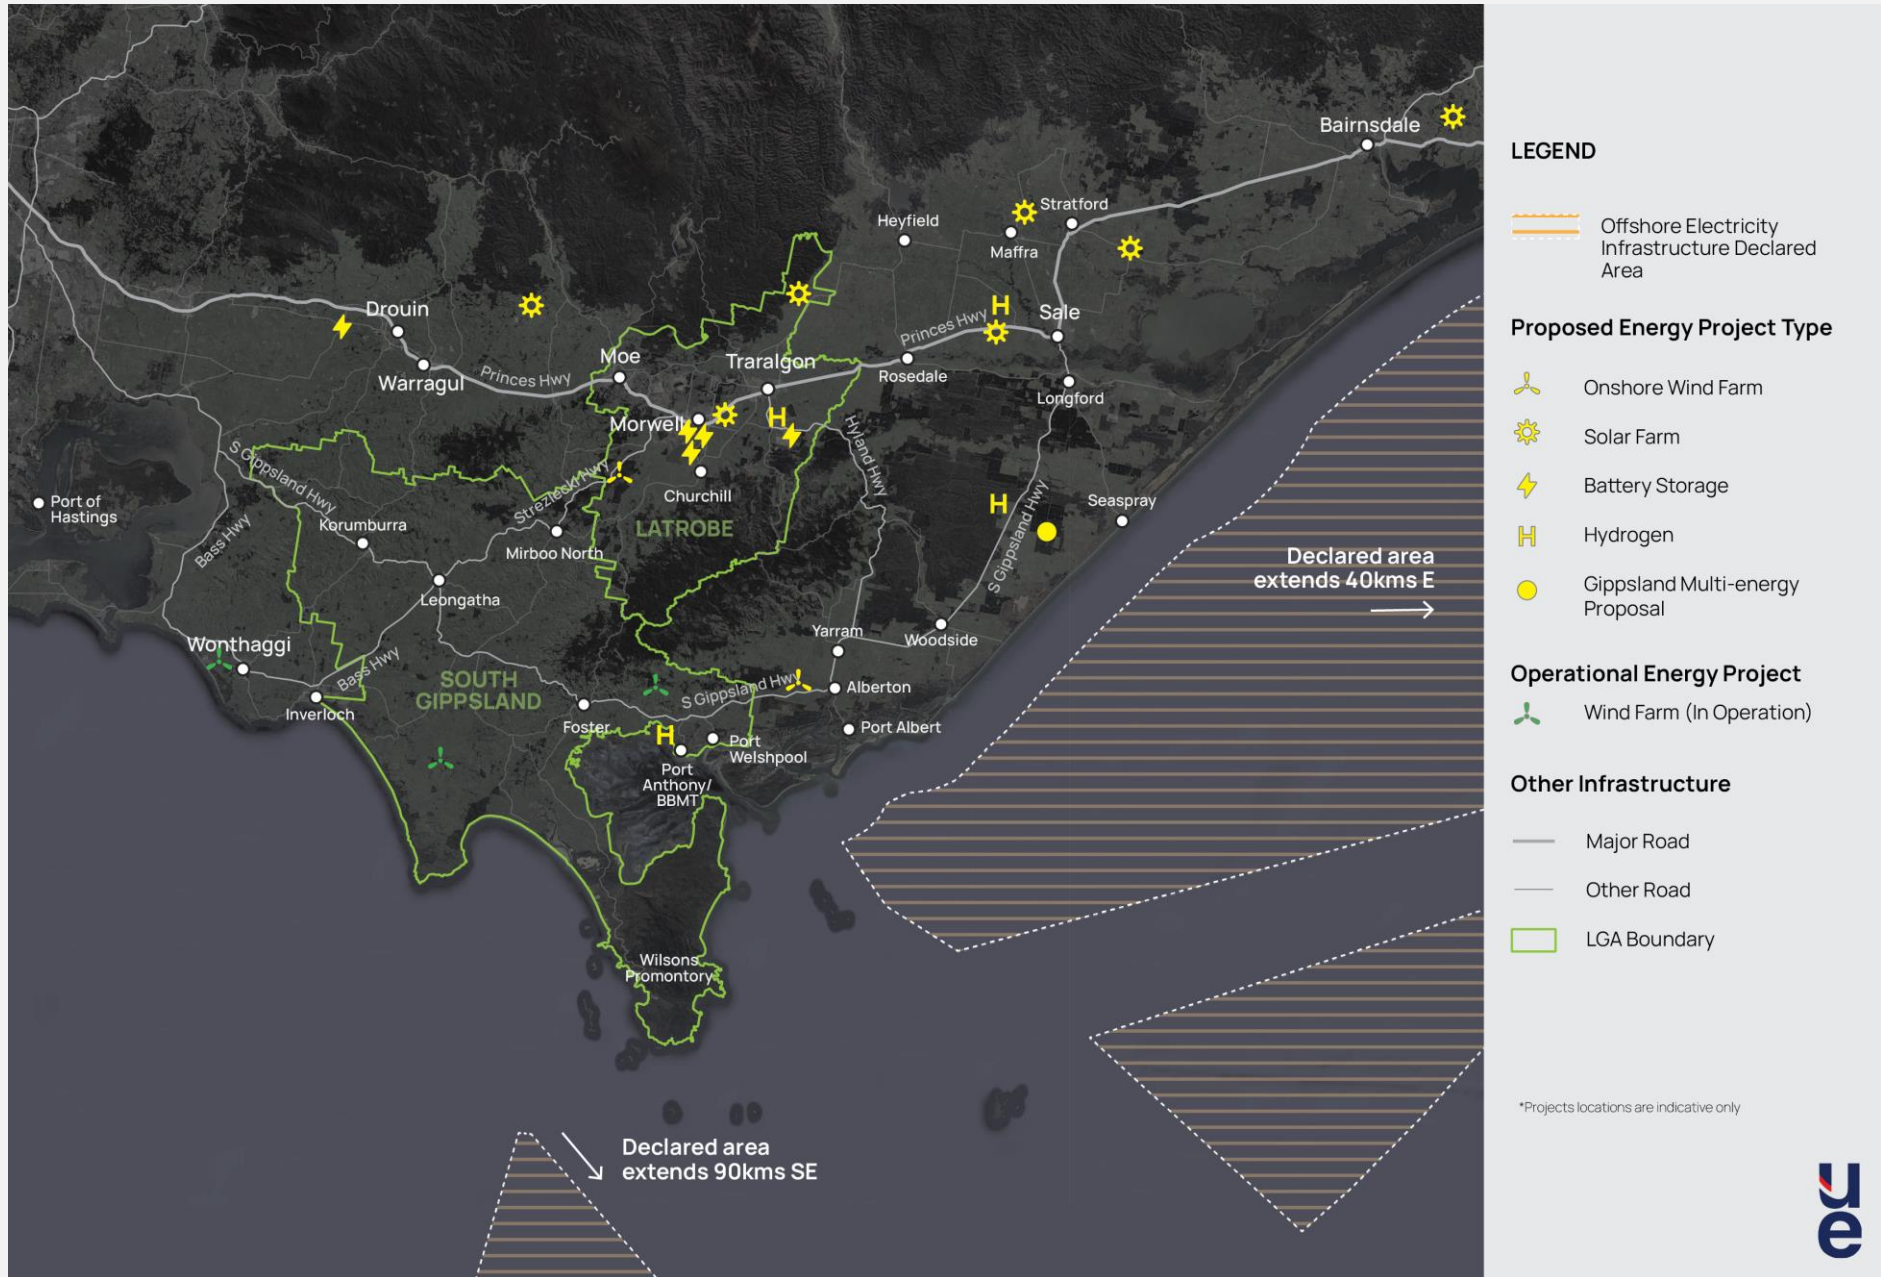 Bairnsdale
Stratford
Heyfield
Maffra
Drouin
Sale
Princes Hwy
Moe
Traralgon
Rosedale
Warragul
Princes Hwy
Longford
Morwell
Hyland Hwy
S Gippsland Hwy
Strezlecki Hwy
Churchill
Seaspray
Port of
Hastings
Korumburra
LATROBE
Bass Hwy
Mirboo North
S Gippsland Hwy
Declared area
extends 40kms E
Leongatha
Yarram
Woodside
Wonthaggi
Bass Hwy
SOUTH
GIPPSLAND
S Gippsland Hwy
Alberton
Inverloch
Foster
Port Albert
Port
Welshpool
Port
Anthony/
BBMT
Wilsons
Promontory
Declared area
extends 90kms SE
H
H
H
H
LEGEND
Offshore Electricity
Infrastructure Declared
Area
Proposed Energy Project Type
Onshore Wind Farm
Solar Farm
Battery Storage
H Hydrogen
Gippsland Multi-energy
Proposal
Operational Energy Project
Wind Farm (In Operation)
Other Infrastructure
Major Road
Other Road
LGA Boundary
*Projects locations are indicative only
ue